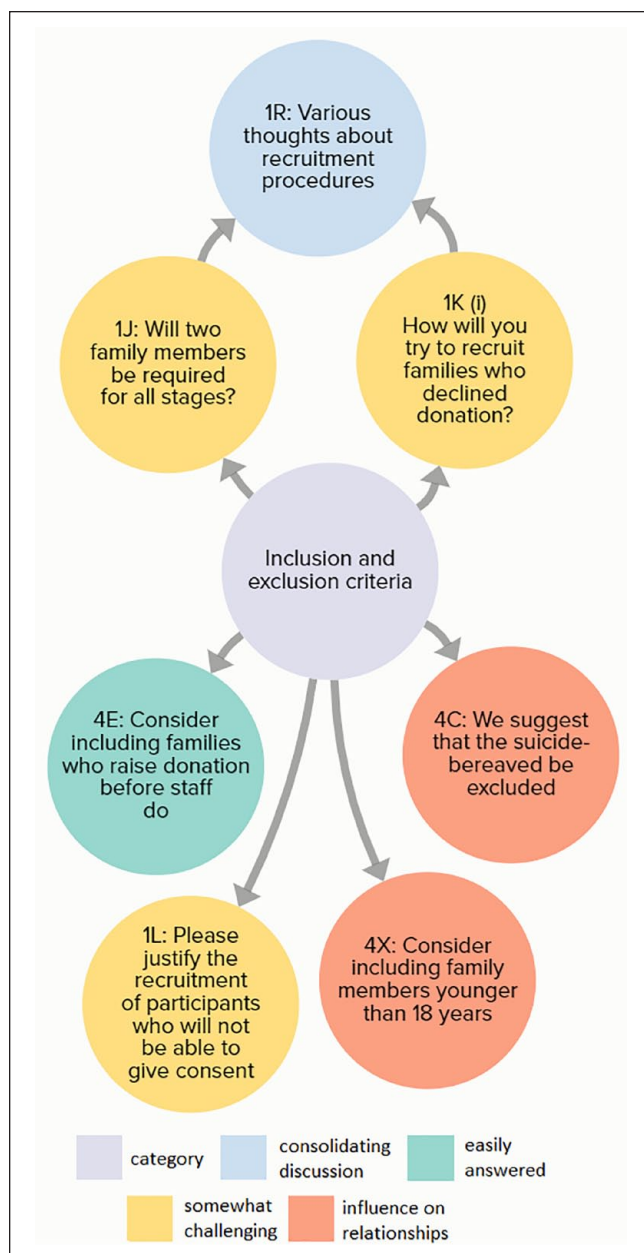 1R: Various
thoughts about
recruitment
procedures
1J: Will two
family members
be required
for all stages?
1K (i)
How will you
try to recruit
families who
declined
donation?
Inclusion and
exclusion criteria
4E: Consider
including families
who raise donation
before staff
do
4C: We suggest
that the suicide-
bereaved be
excluded
1L: Please
justify the
recruitment
of participants
who will not
be able to
give consent
4X: Consider
including family
members younger
than 18 years
category
consolidating
discussion
easily
answered
somewhat
challenging
influence on
relationships